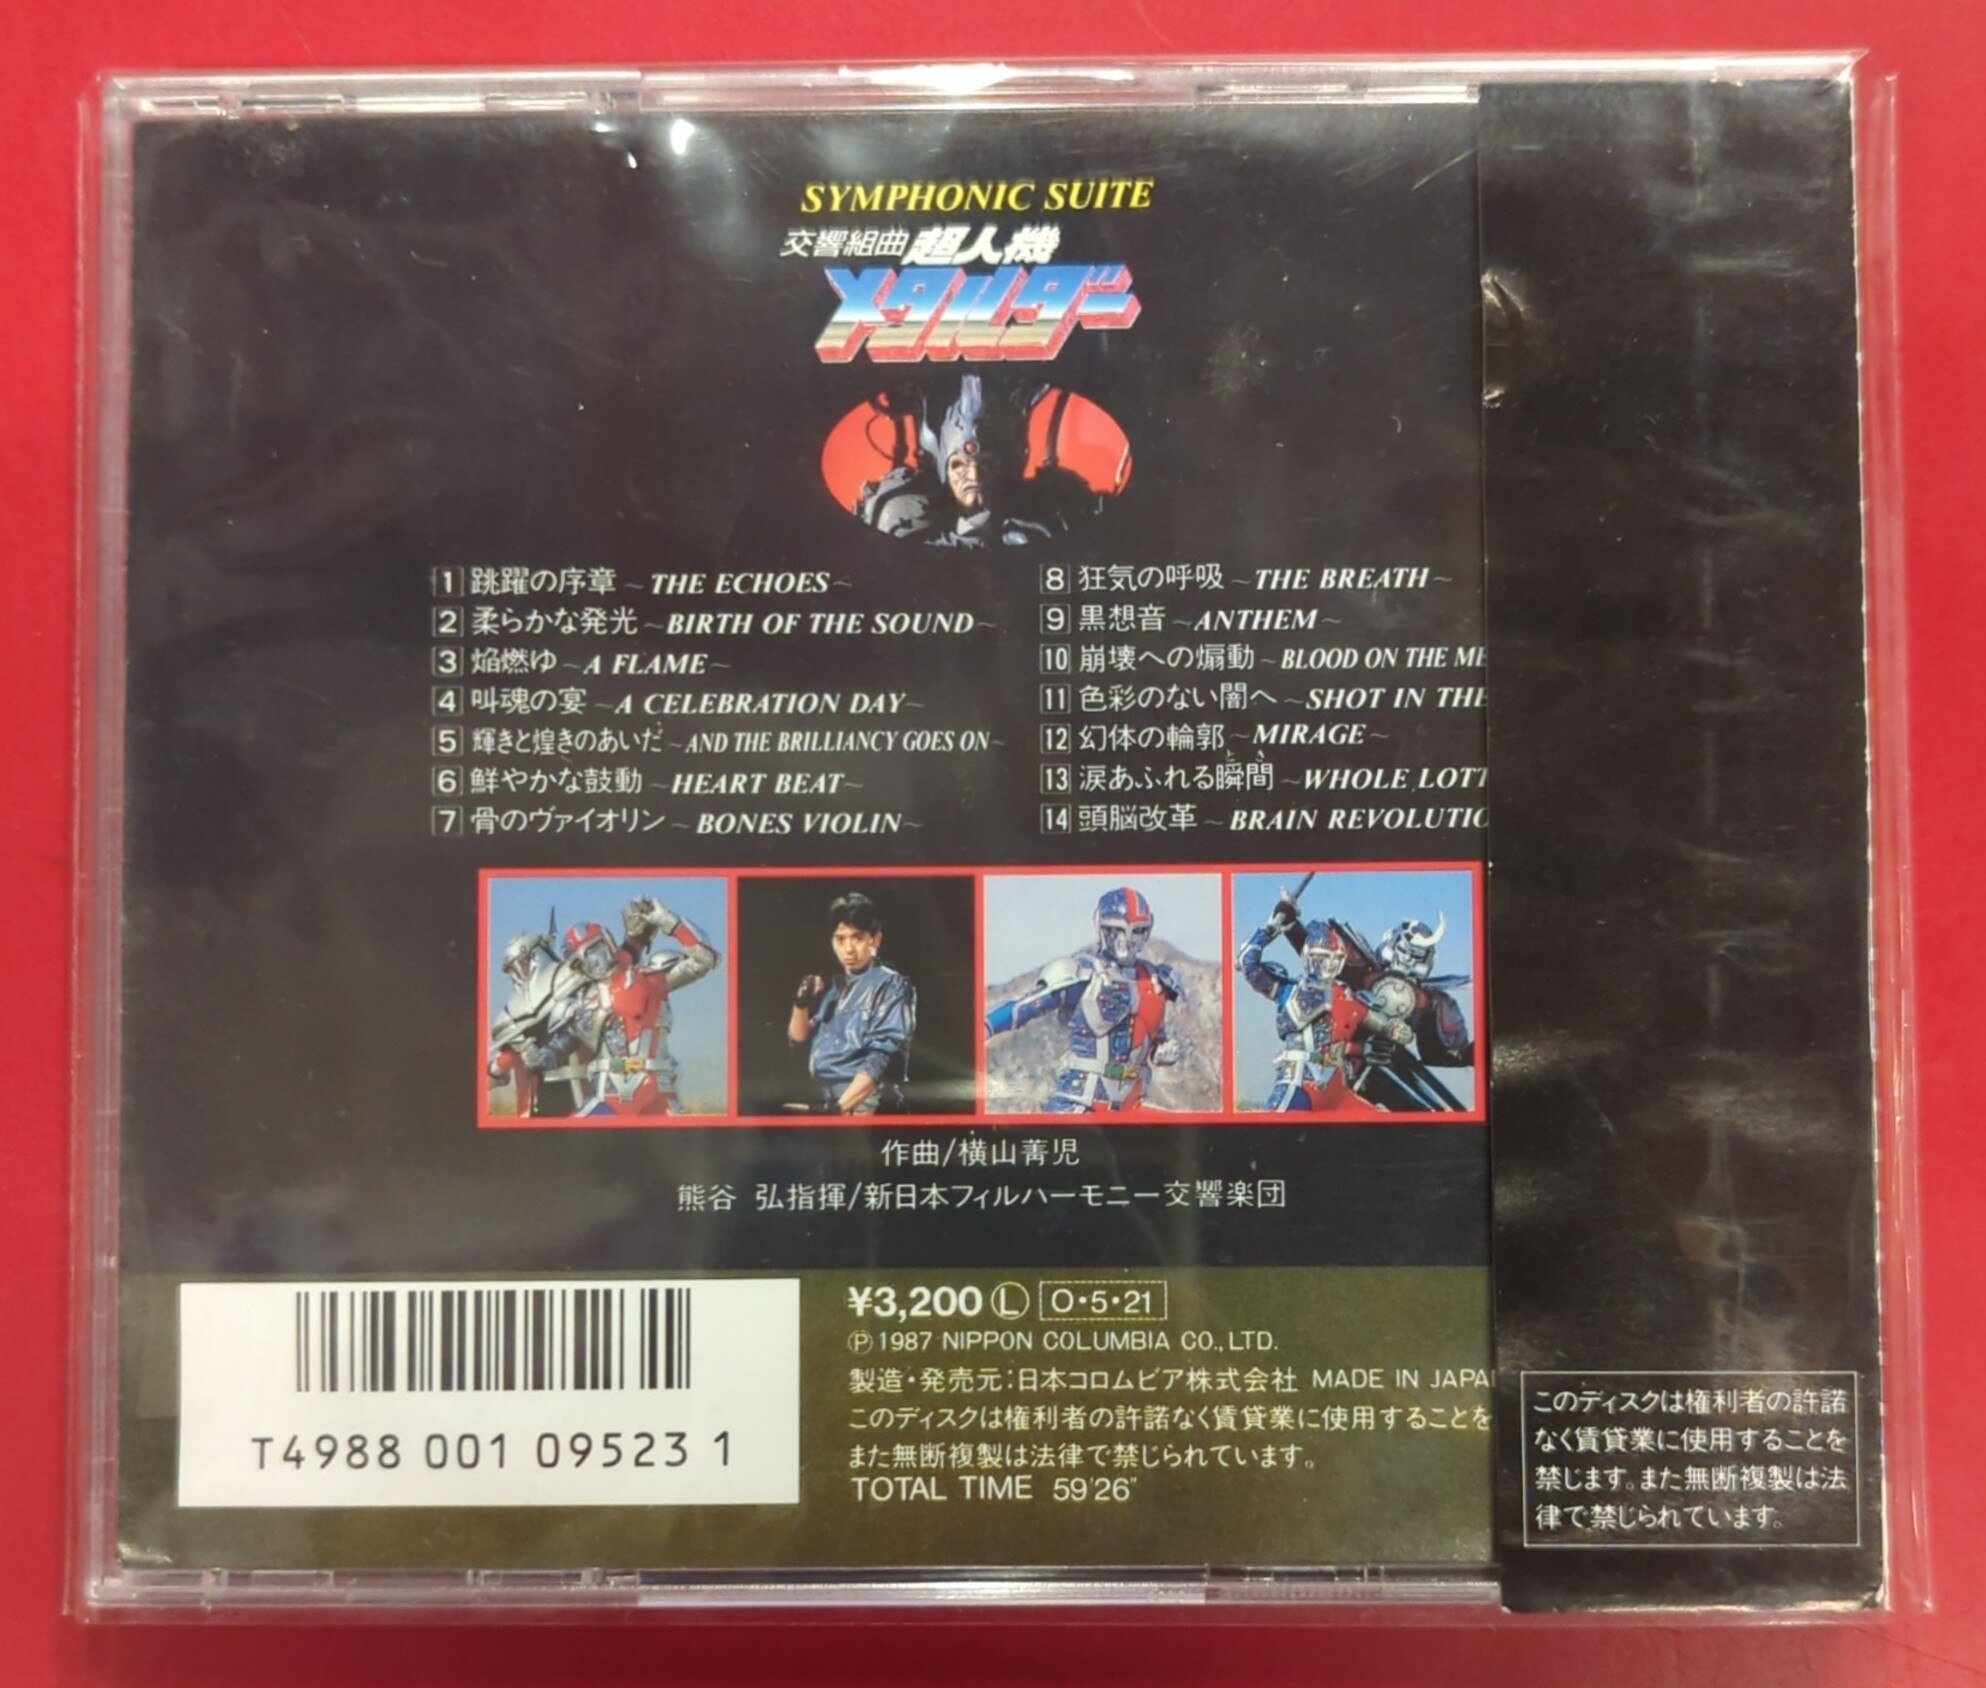 SYMPHONIC SUITE
交響組曲 超人機
メタルダー
1 跳躍の序章 ~THE ECHOES~
2 柔らかな発光 ~BIRTH OF THE SOUND~
3 焔燃ゆ ~A FLAME~
4 叫魂の宴 ~A CELEBRATION DAY~
5 輝きと煌きのあいだ ~AND THE BRILLIANCY GOES ON~
6 鮮やかな鼓動 ~HEART BEAT~
7 骨のヴァイオリン ~BONES VIOLIN~
8 狂気の呼吸 ~THE BREATH~
9 黒想音 ~ANTHEM~
10 崩壊への煽動 ~BLOOD ON THE
11 色彩のない闇へ ~SHOT IN THE
12 幻体の輪郭 ~MIRAGE~
とき
13 涙あふれる瞬間 ~WHOLE LOTT
14 頭脳改革 ~BRAIN REVOLUTIO
作曲/横山菁児
熊谷 弘指揮/新日本フィルハーモニー交響楽団
¥3,200 Ⓛ O・5・21
Ⓟ1987 NIPPON COLUMBIA CO.,LTD.
製造・発売元:日本コロムビア株式会社 MADE IN JAPA
このディスクは権利者の許諾なく賃貸業に使用することを
また無断複製は法律で禁じられています。
TOTAL TIME 59'26"
T4988 001 09523 1
このディスクは権利者の許諾
なく賃貸業に使用することを
禁じます。また無断複製は法
律で禁じられています。